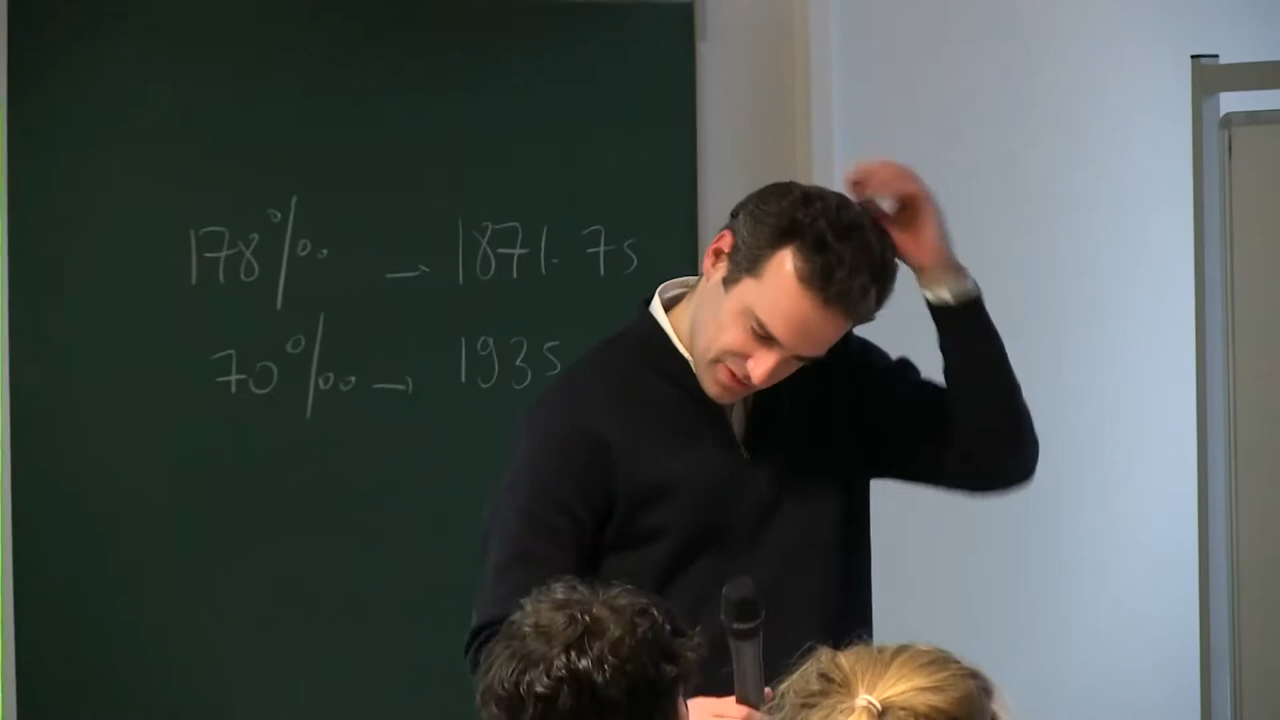 178‰ → 1871.75
70‰ → 1935